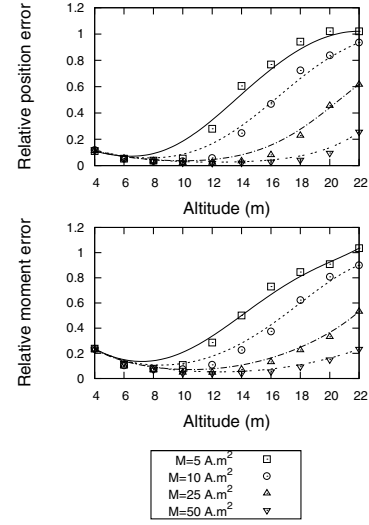 1.2
1
0.8
0.6
0.4
0.2
0
Relative position error
4 6 8 10 12 14 16 18 20 22
Altitude (m)
1.2
1
0.8
0.6
0.4
0.2
0
Relative moment error
4 6 8 10 12 14 16 18 20 22
Altitude (m)
M=5 A.m²
M=10 A.m²
M=25 A.m²
M=50 A.m²